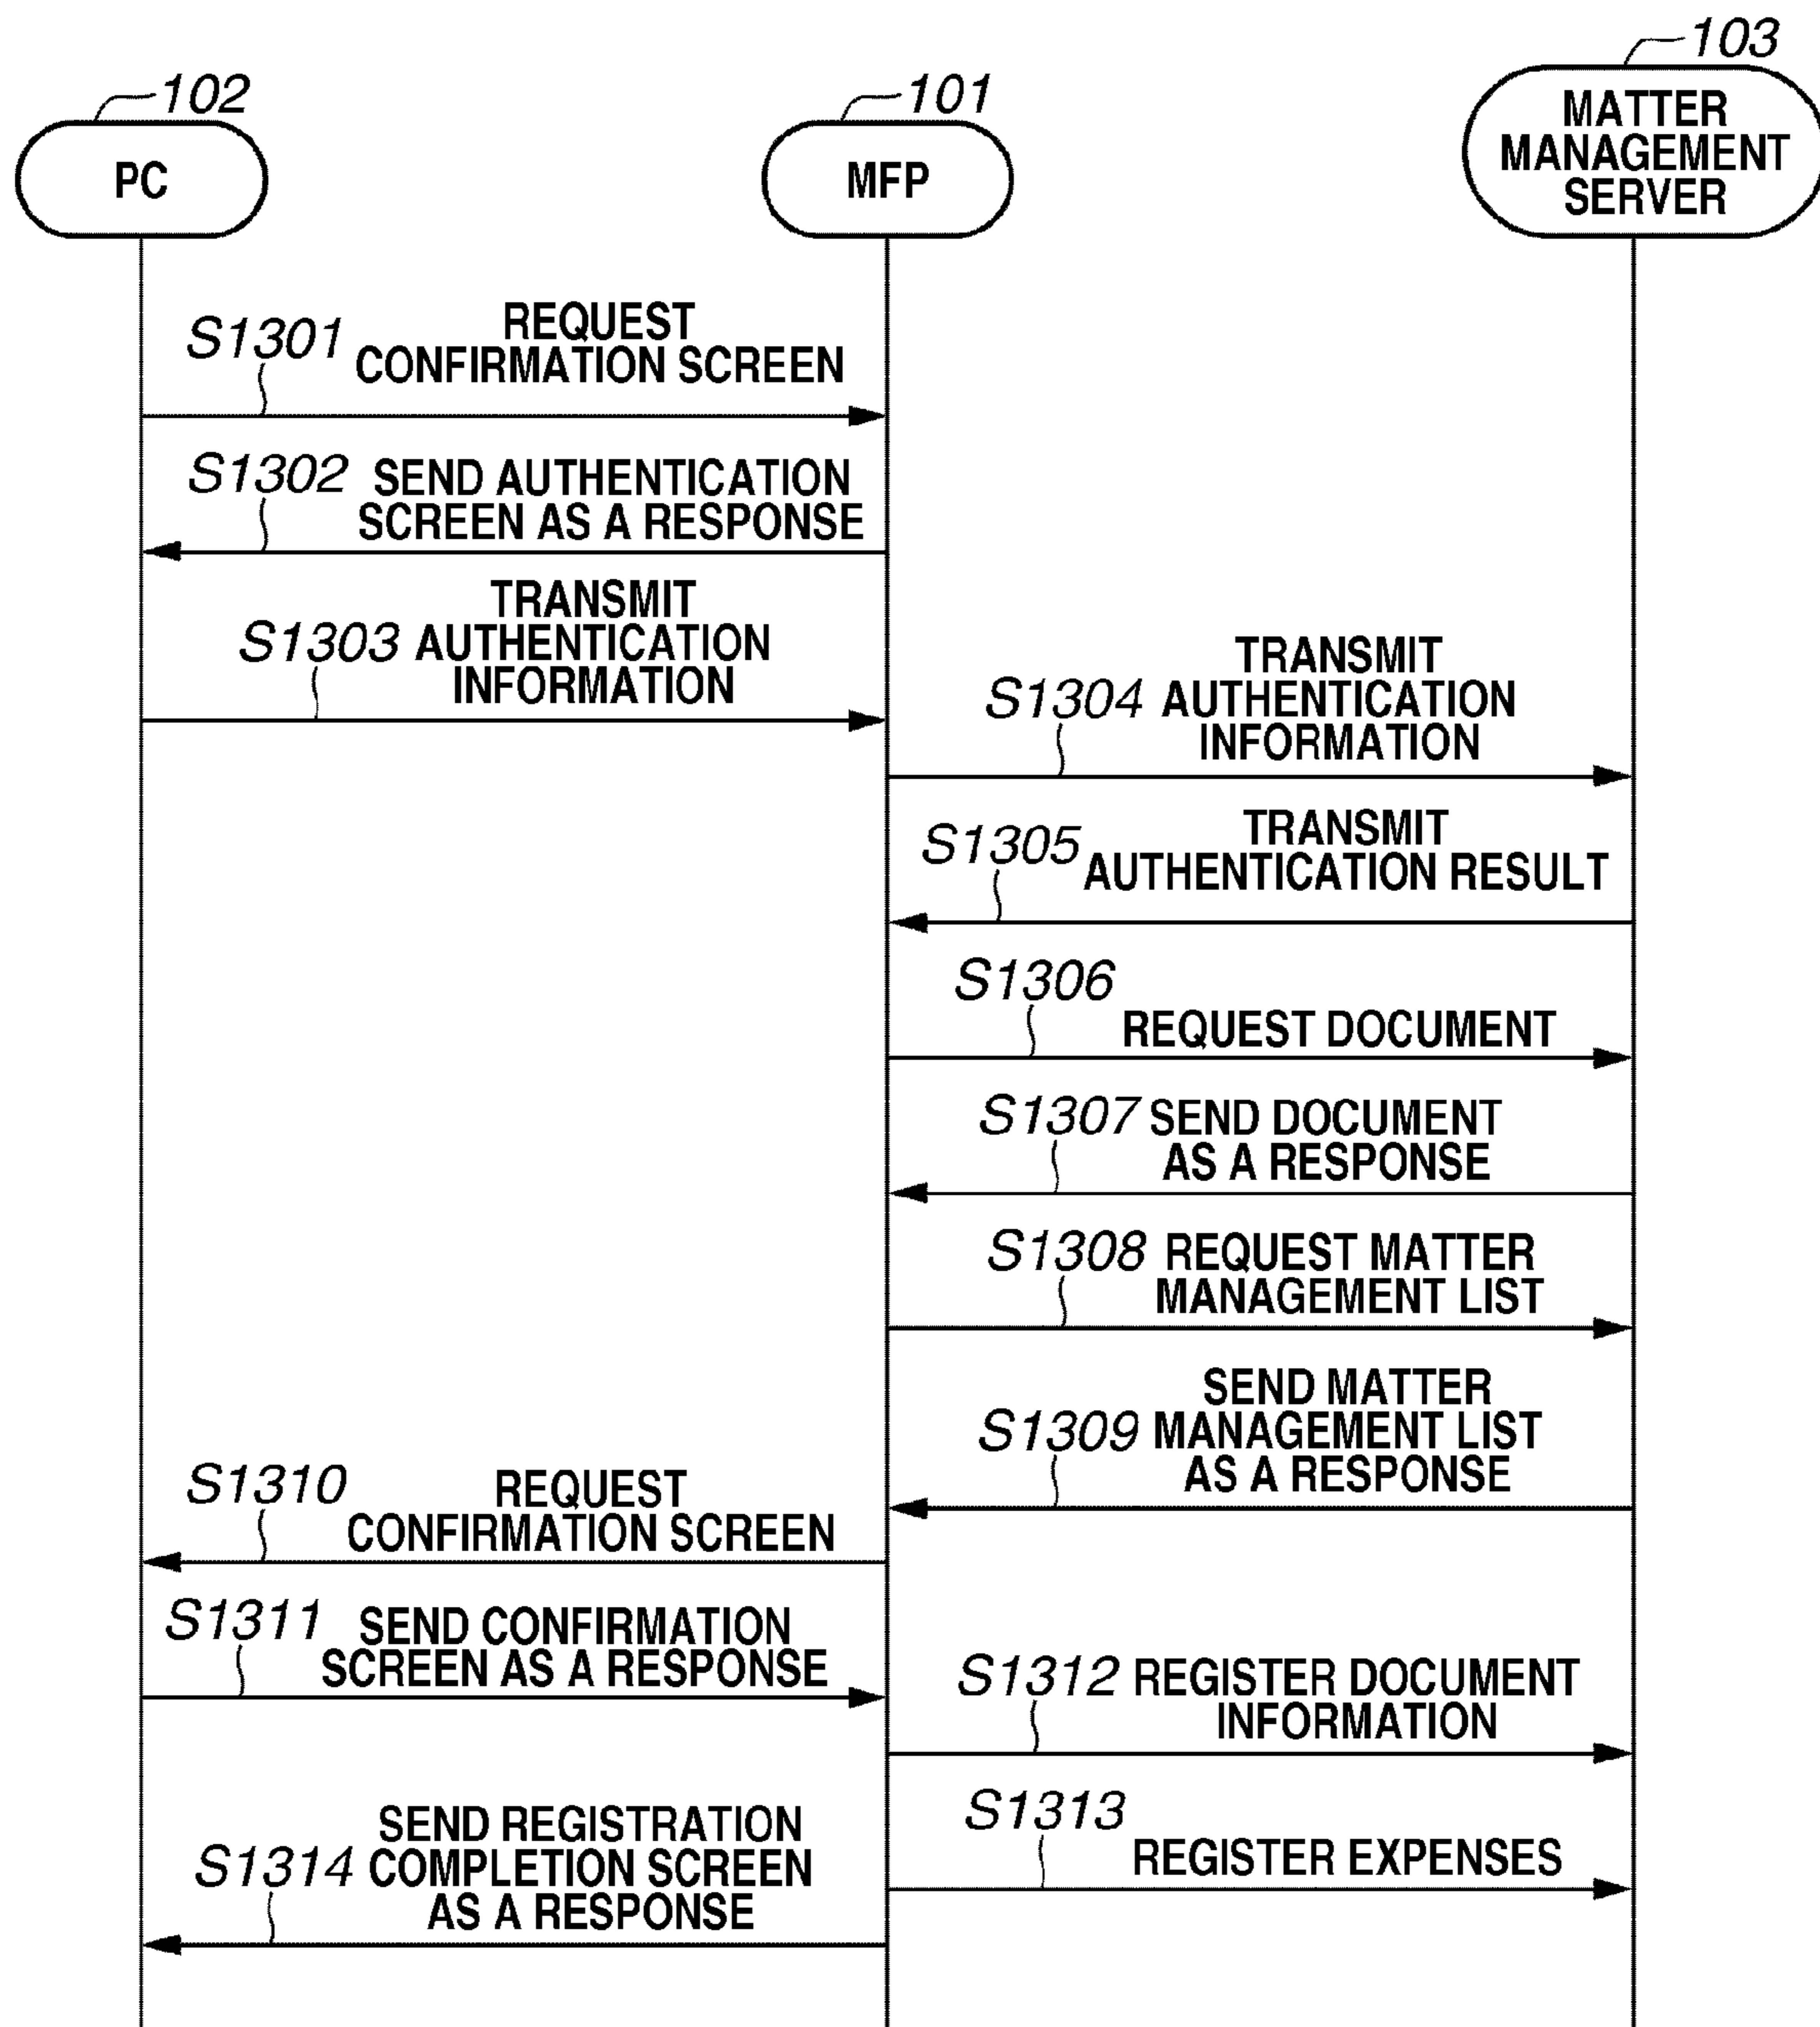 102
PC
101
MFP
103
MATTER
MANAGEMENT
SERVER
S1301
REQUEST
CONFIRMATION SCREEN
S1302
SEND AUTHENTICATION
SCREEN AS A RESPONSE
S1303
TRANSMIT
AUTHENTICATION
INFORMATION
S1304
TRANSMIT
AUTHENTICATION
INFORMATION
S1305
TRANSMIT
AUTHENTICATION RESULT
S1306
REQUEST DOCUMENT
S1307
SEND DOCUMENT
AS A RESPONSE
S1308
REQUEST MATTER
MANAGEMENT LIST
S1309
SEND MATTER
MANAGEMENT LIST
AS A RESPONSE
S1310
REQUEST
CONFIRMATION SCREEN
S1311
SEND CONFIRMATION
SCREEN AS A RESPONSE
S1312
REGISTER DOCUMENT
INFORMATION
S1313
REGISTER EXPENSES
S1314
SEND REGISTRATION
COMPLETION SCREEN
AS A RESPONSE